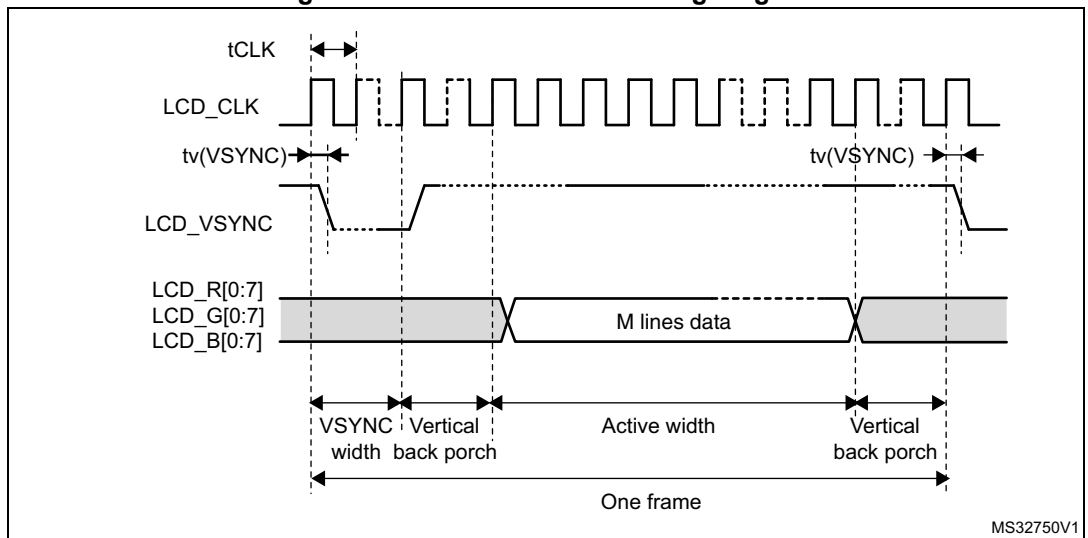 tCLK
LCD_CLK
tv(VSYNC)
tv(VSYNC)
LCD_VSYNC
LCD_R[0:7]
LCD_G[0:7]
LCD_B[0:7]
M lines data
VSYNC width
Vertical back porch
Active width
Vertical back porch
One frame
MS32750V1